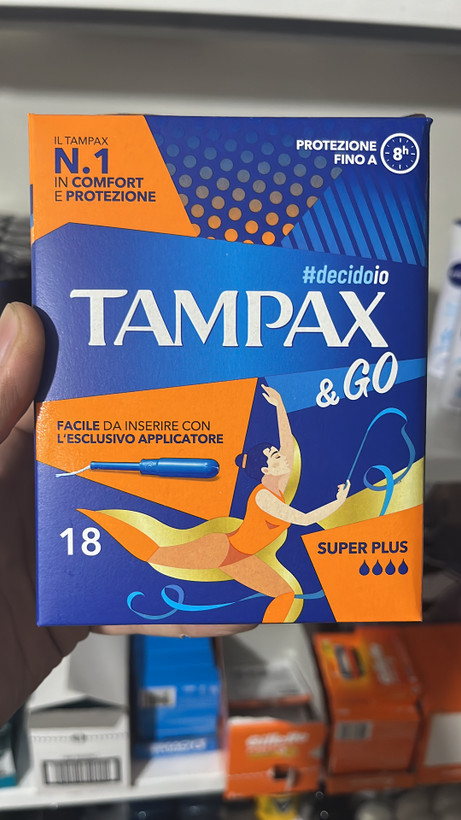 IL TAMPAX
N.1
IN COMFORT
E PROTEZIONE
PROTEZIONE
FINO A
8h
#decidoio
TAMPAX
& GO
FACILE DA INSERIRE CON
L'ESCLUSIVO APPLICATORE
18
SUPER PLUS
Gillette